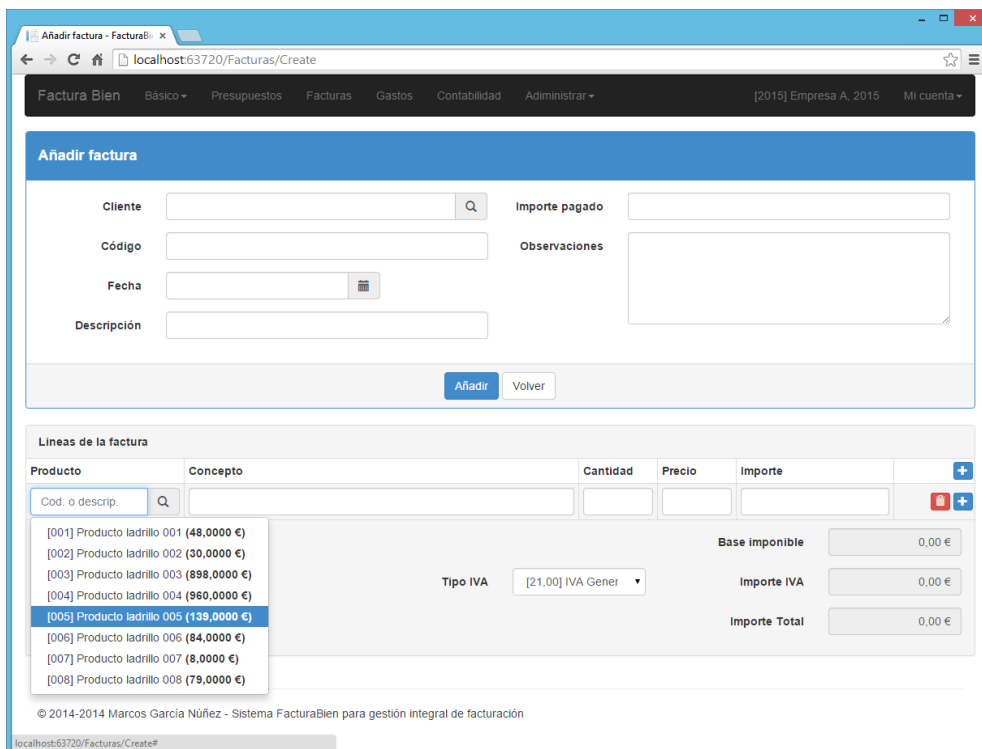 Añadir factura - FacturaBi
localhost:63720/Facturas/Create
Factura Bien Básico Presupuestos Facturas Gastos Contabilidad Adiministrar [2015] Empresa A, 2015 Mi cuenta
Añadir factura
Cliente
Importe pagado
Código
Observaciones
Fecha
Descripción
Añadir Volver
Lineas de la factura
Producto Concepto Cantidad Precio Importe
Cod. o descrip.
[001] Producto ladrillo 001 (48,0000 €)
[002] Producto ladrillo 002 (30,0000 €)
[003] Producto ladrillo 003 (898,0000 €)
[004] Producto ladrillo 004 (960,0000 €)
[005] Producto ladrillo 005 (139,0000 €)
[006] Producto ladrillo 006 (84,0000 €)
[007] Producto ladrillo 007 (8,0000 €)
[008] Producto ladrillo 008 (79,0000 €)
Base imponible 0,00 €
Tipo IVA [21,00] IVA Gener Importe IVA 0,00 €
Importe Total 0,00 €
© 2014-2014 Marcos García Núñez - Sistema FacturaBien para gestión integral de facturación
localhost:63720/Facturas/Create#